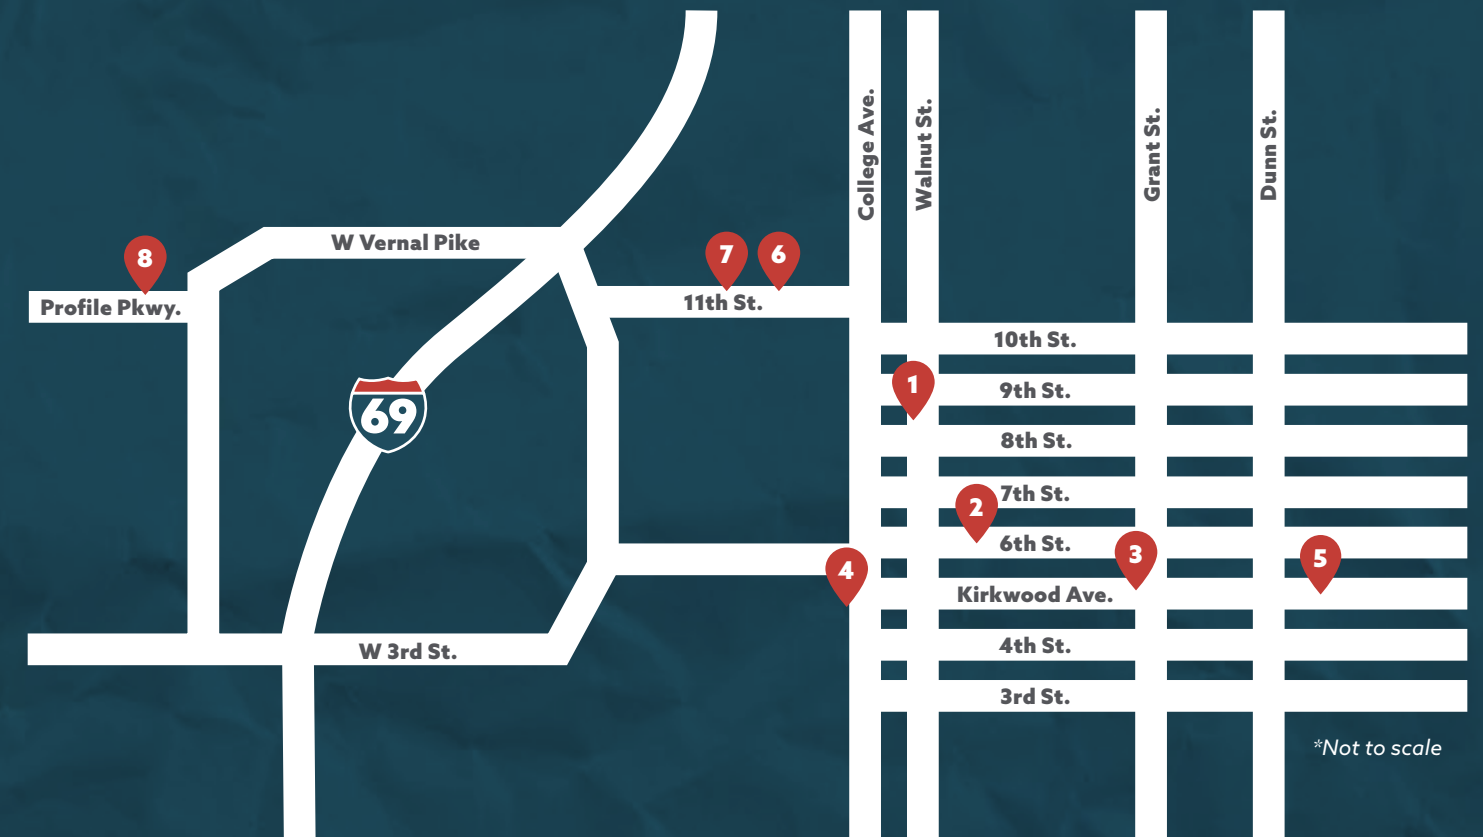 College Ave.
Walnut St.
Grant St.
Dunn St.
W Vernal Pike
8
7
6
Profile Pkwy.
11th St.
10th St.
1
9th St.
69
8th St.
7th St.
2
6th St.
3
5
4
Kirkwood Ave.
W 3rd St.
4th St.
3rd St.
*Not to scale